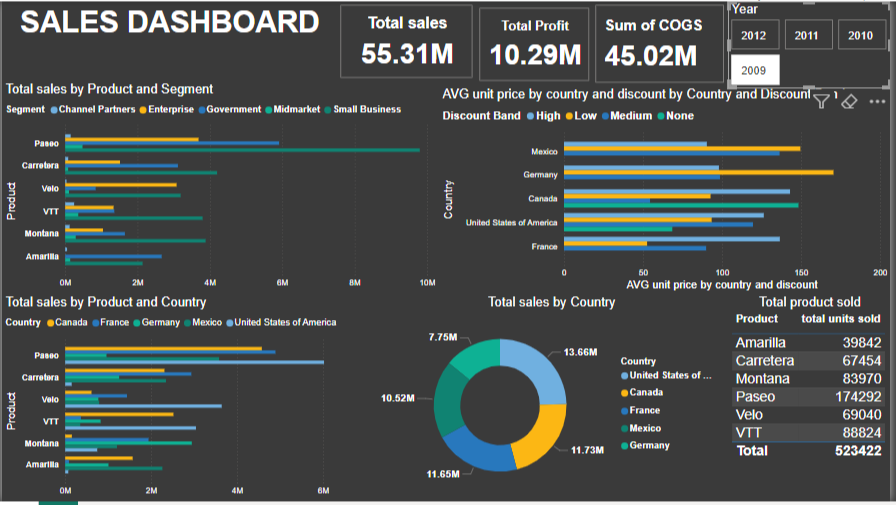 SALES DASHBOARD
Total sales
55.31M
Total Profit
10.29M
Sum of COGS
45.02M
Year
2012
2011
2010
2009
Total sales by Product and Segment
Segment Channel Partners Enterprise Government Midmarket Small Business
Product
Paseo
Carretera
Velo
VTT
Montana
Amarilla
0M 2M 4M 6M 8M 10M
AVG unit price by country and discount by Country and Discount
Discount Band High Low Medium None
Country
Mexico
Germany
Canada
United States of America
France
0 50 100 150 200
AVG unit price by country and discount
Total sales by Product and Country
Country Canada France Germany Mexico United States of America
Product
Paseo
Carretera
Velo
VTT
Montana
Amarilla
0M 2M 4M 6M
Total sales by Country
7.75M
13.66M
10.52M
11.73M
11.65M
Country
United States of ...
Canada
France
Mexico
Germany
Total product sold
Product total units sold
Amarilla 39842
Carretera 67454
Montana 83970
Paseo 174292
Velo 69040
VTT 88824
Total 523422